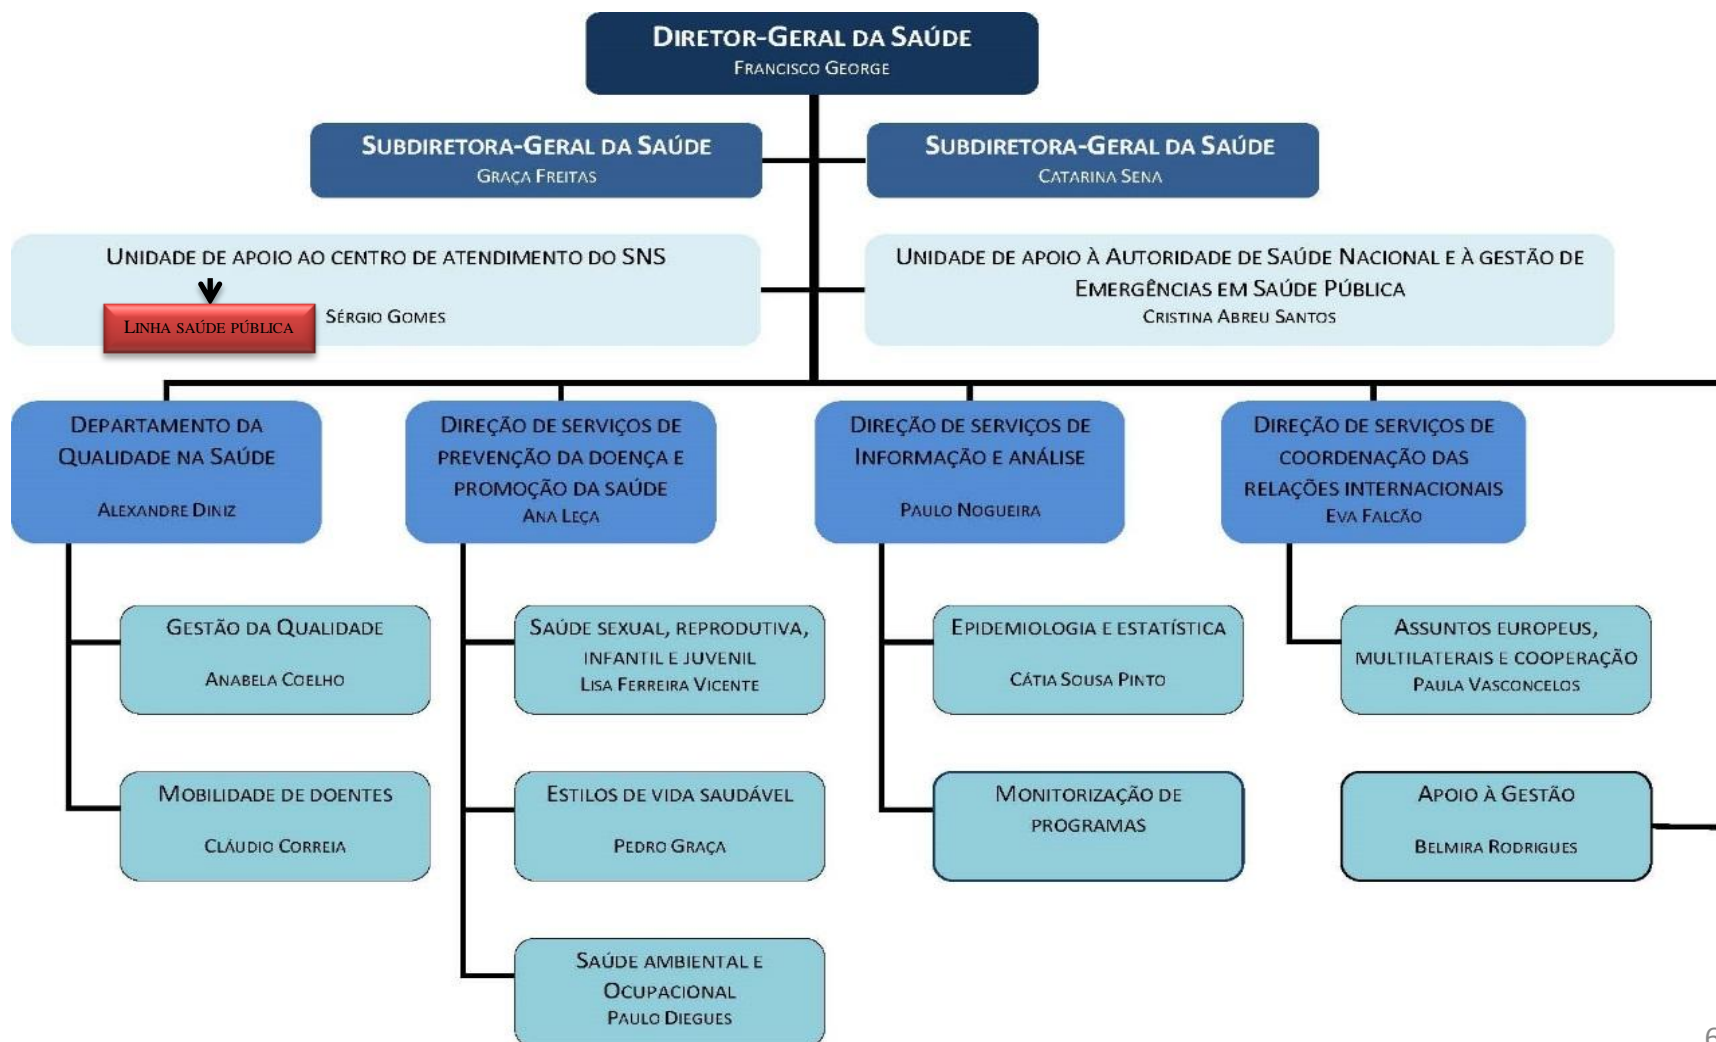 DIRETOR-GERAL DA SAÚDE
FRANCISCO GEORGE
SUBDIRETORA-GERAL DA SAÚDE
GRAÇA FREITAS
SUBDIRETORA-GERAL DA SAÚDE
CATARINA SENA
UNIDADE DE APOIO AO CENTRO DE ATENDIMENTO DO SNS
LINHA SAÚDE PÚBLICA
SÉRGIO GOMES
UNIDADE DE APOIO À AUTORIDADE DE SAÚDE NACIONAL E À GESTÃO DE
EMERGÊNCIAS EM SAÚDE PÚBLICA
CRISTINA ABREU SANTOS
DEPARTAMENTO DA
QUALIDADE NA SAÚDE
ALEXANDRE DINIZ
DIREÇÃO DE SERVIÇOS DE
PREVENÇÃO DA DOENÇA E
PROMOÇÃO DA SAÚDE
ANA LEÇA
DIREÇÃO DE SERVIÇOS DE
INFORMAÇÃO E ANÁLISE
PAULO NOGUEIRA
DIREÇÃO DE SERVIÇOS DE
COORDENAÇÃO DAS
RELAÇÕES INTERNACIONAIS
EVA FALCÃO
GESTÃO DA QUALIDADE
ANABELA COELHO
SAÚDE SEXUAL, REPRODUTIVA,
INFANTIL E JUVENIL
LISA FERREIRA VICENTE
EPIDEMIOLOGIA E ESTATÍSTICA
CÁTIA SOUSA PINTO
ASSUNTOS EUROPEUS,
MULTILATERAIS E COOPERAÇÃO
PAULA VASCONCELOS
MOBILIDADE DE DOENTES
CLÁUDIO CORREIA
ESTILOS DE VIDA SAUDÁVEL
PEDRO GRAÇA
MONITORIZAÇÃO DE
PROGRAMAS
APOIO À GESTÃO
BELMIRA RODRIGUES
SAÚDE AMBIENTAL E
OCUPACIONAL
PAULO DIEGUES
6